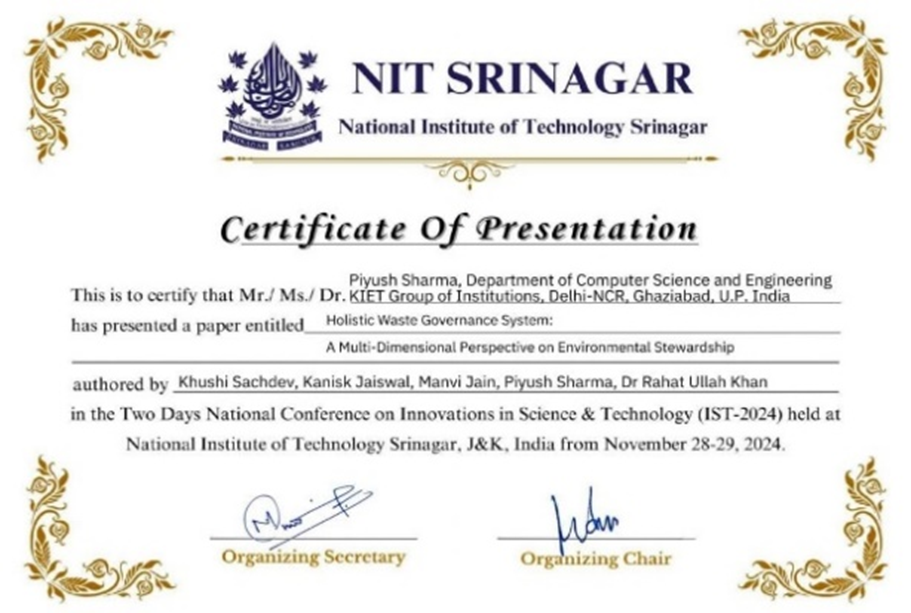 NIT SRINAGAR
National Institute of Technology Srinagar
Certificate Of Presentation
Piyush Sharma, Department of Computer Science and Engineering
This is to certify that Mr./ Ms./ Dr. KIET Group of Institutions, Delhi-NCR, Ghaziabad, U.P. India
has presented a paper entitled Holistic Waste Governance System:
A Multi-Dimensional Perspective on Environmental Stewardship
authored by Khushi Sachdev, Kanisk Jaiswal, Manvi Jain, Piyush Sharma, Dr Rahat Ullah Khan
in the Two Days National Conference on Innovations in Science & Technology (IST-2024) held at
National Institute of Technology Srinagar, J&K, India from November 28-29, 2024.
Organizing Secretary Organizing Chair